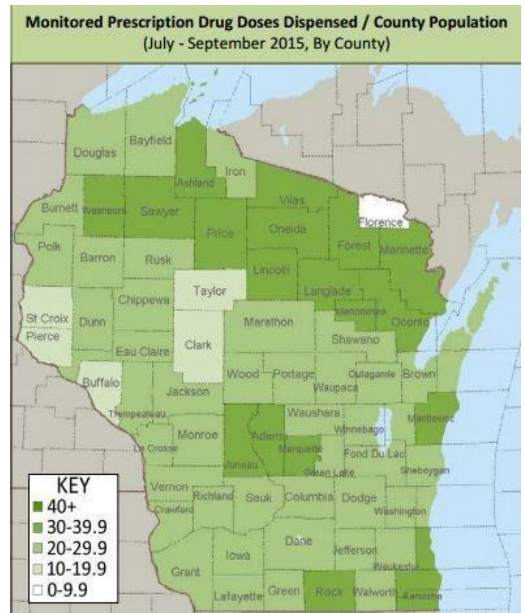 Monitored Prescription Drug Doses Dispensed / County Population
(July - September 2015, By County)
Douglas
Bayfield
Iron
Ashland
Vilas
Florence
Burnett
Washburn
Sawyer
Price
Oneida
Forest
Marinette
Polk
Barron
Rusk
Lincoln
Langlade
Taylor
Menominee
Oconto
St Croix
Chippewa
Dunn
Marathon
Clark
Shawano
Pierce
Eau Claire
Buffalo
Wood
Portage
Outagamie
Brown
Jackson
Waupaca
Trempealeau
Waushara
Manitowoc
Monroe
Adams
Winnebago
La Crosse
Juneau
Marquette
Fond Du Lac
Green Lake
Sheboygan
Vernon
Richland
Sauk
Columbia
Dodge
Crawford
Washington
Dane
Iowa
Jefferson
Waukesha
Grant
Lafayette
Green
Rock
Walworth
Kenosha
KEY
40+
30-39.9
20-29.9
10-19.9
0-9.9